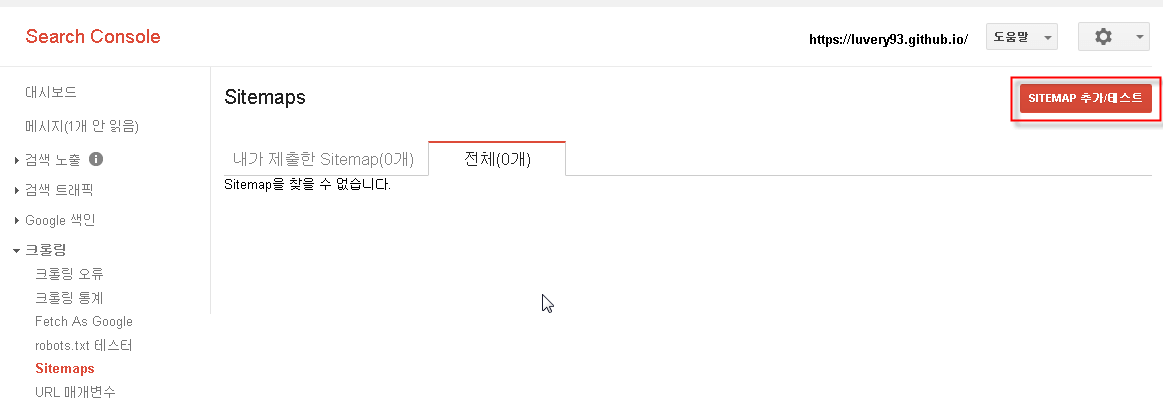 Search Console
https://luvery93.github.io/
도움말
대시보드
메시지(1개 안 읽음)
검색 노출
검색 트래픽
Google 색인
크롤링
크롤링 오류
크롤링 통계
Fetch As Google
robots.txt 테스터
Sitemaps
URL 매개변수
Sitemaps
SITEMAP 추가/테스트
내가 제출한 Sitemap(0개)
전체(0개)
Sitemap을 찾을 수 없습니다.